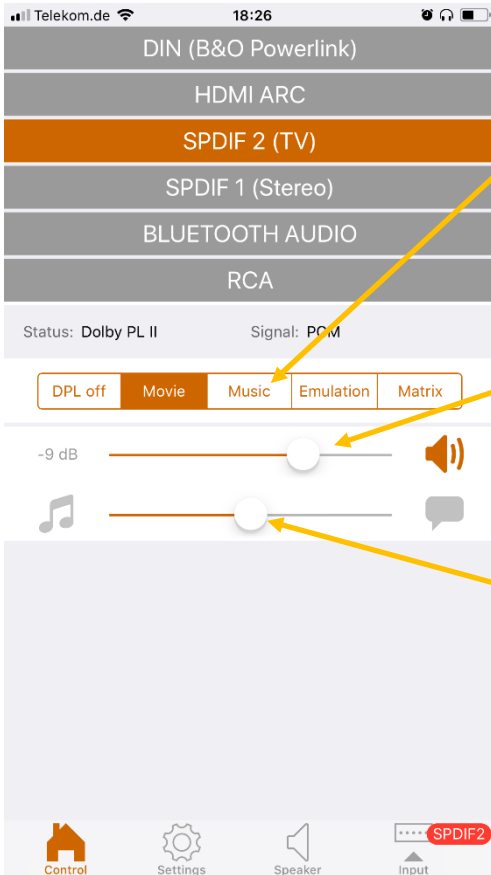 Telekom.de 18:26
DIN (B&O Powerlink)
HDMI ARC
SPDIF 2 (TV)
SPDIF 1 (Stereo)
BLUETOOTH AUDIO
RCA
Status: Dolby PL II Signal: PCM
DPL off Movie Music Emulation Matrix
-9 dB
SPDIF2
Control Settings Speaker Input